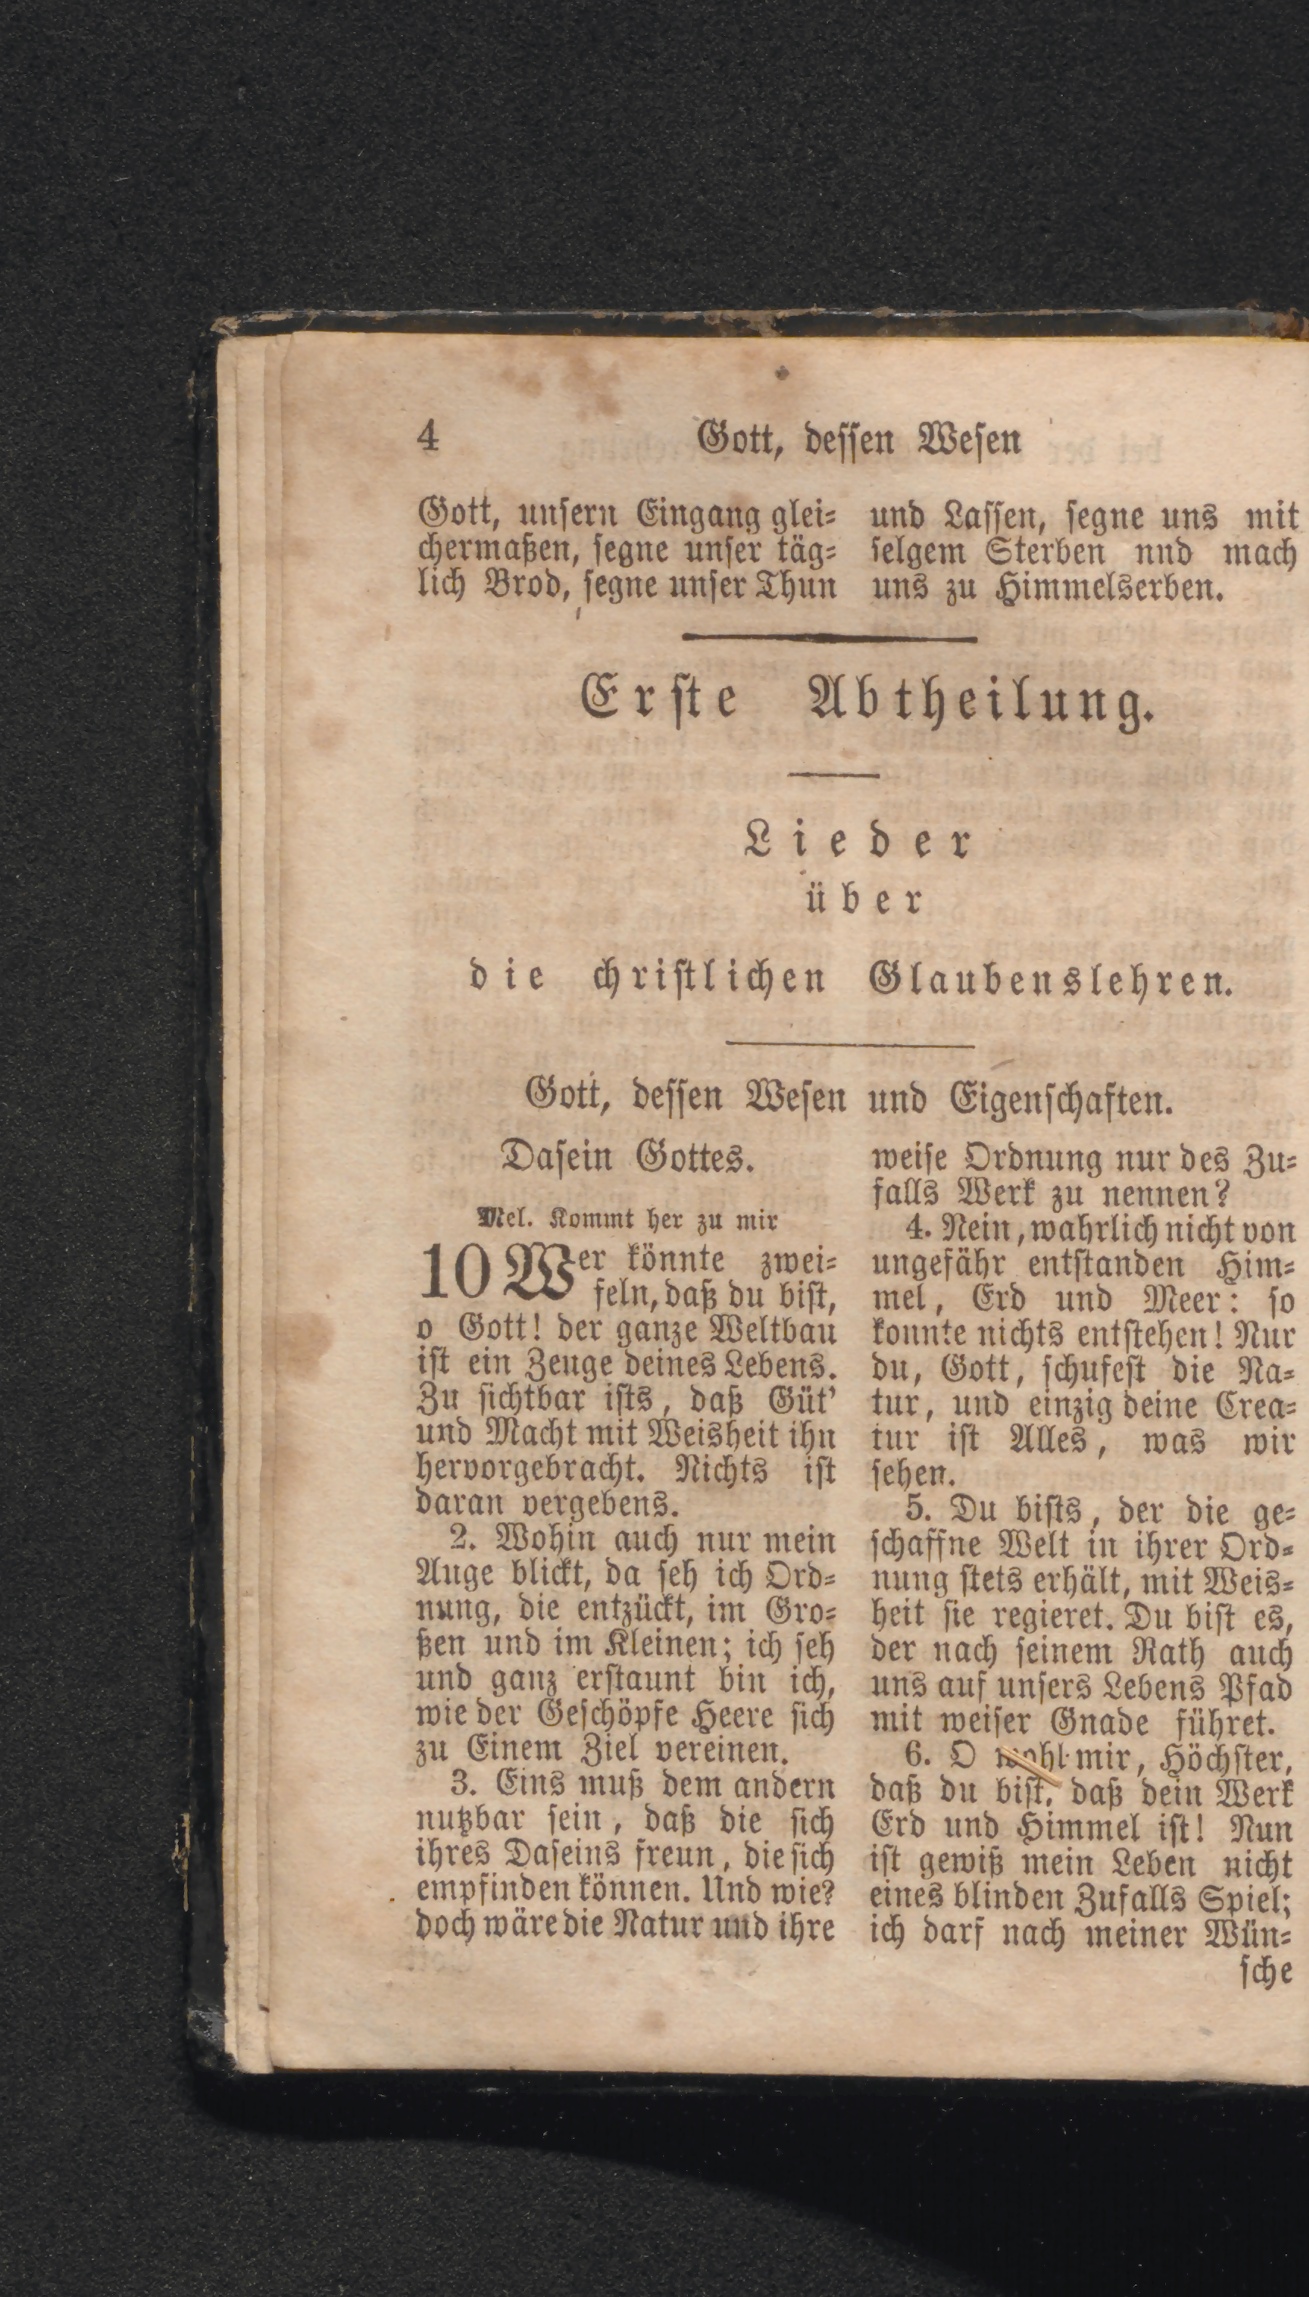 4 Gott, dessen Wesen
Gott, unsern Eingang glei=
chermaßen, segne unser täg=
lich Brod, segne unser Thun
und Lassen, segne uns mit
selgem Sterben nnd mach
uns zu Himmelserben.
Erste Abtheilung.
Lieder
über
die christlichen Glaubenslehren.
Gott, dessen Wesen und Eigenschaften.
Dasein Gottes.
Mel. Kommt her zu mir
10 Wer könnte zwei=
feln, daß du bist,
o Gott! der ganze Weltbau
ist ein Zeuge deines Lebens.
Zu sichtbar ists, daß Güt'
und Macht mit Weisheit ihn
hervorgebracht. Nichts ist
daran vergebens.
2. Wohin auch nur mein
Auge blickt, da seh ich Ord=
nung, die entzückt, im Gro=
ßen und im Kleinen; ich seh
und ganz erstaunt bin ich,
wie der Geschöpfe Heere sich
zu Einem Ziel vereinen.
3. Eins muß dem andern
nutzbar sein, daß die sich
ihres Daseins freun, die sich
empfinden können. Und wie?
doch wäre die Natur und ihre
weise Ordnung nur des Zu=
falls Werk zu nennen?
4. Nein, wahrlich nicht von
ungefähr entstanden Him=
mel, Erd und Meer: so
konnte nichts entstehen! Nur
du, Gott, schufest die Na=
tur, und einzig deine Crea=
tur ist Alles, was wir
sehen.
5. Du bists, der die ge=
schaffne Welt in ihrer Ord=
nung stets erhält, mit Weis=
heit sie regieret. Du bist es,
der nach seinem Rath auch
uns auf unsers Lebens Pfad
mit weiser Gnade führet.
6. O wohl mir, Höchster,
daß du bist, daß dein Werk
Erd und Himmel ist! Nun
ist gewiß mein Leben nicht
eines blinden Zufalls Spiel;
ich darf nach meiner Wün=
sche